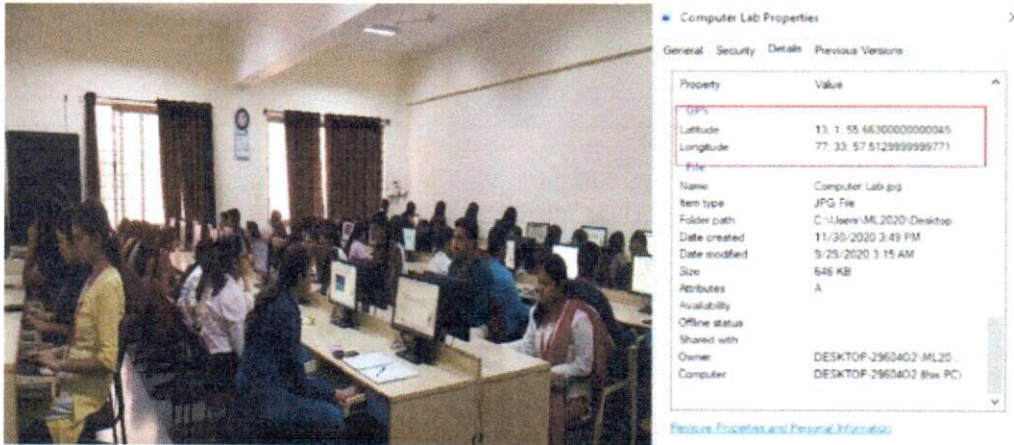 Computer Lab Properties
General Security Details Previous Versions
Property Value
GPS
Latitude 13; 1; 55.66300000000045
Longitude 77; 33; 57.5129999999771
File
Name Computer Lab.jpg
Item type JPG File
Folder path C:\Users\ML2020\Desktop
Date created 11/30/2020 3:49 PM
Date modified 9/29/2020 3:15 AM
Size 646 KB
Attributes A
Availability
Offline status
Shared with
Owner DESKTOP-29604O2\ML20...
Computer DESKTOP-29604O2 (this PC)
Remove Properties and Personal Information